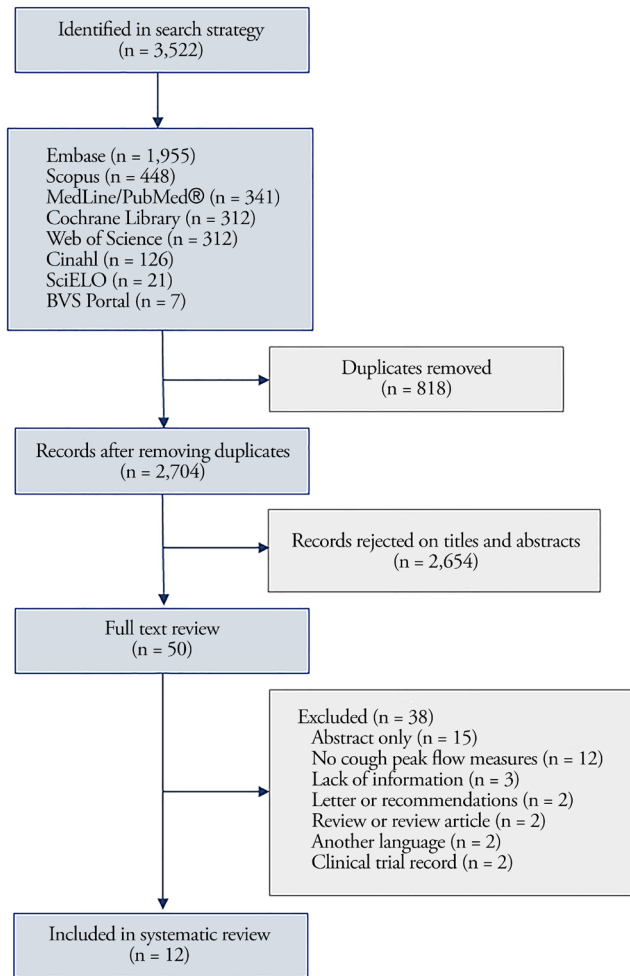 Identified in search strategy
(n = 3,522)
Embase (n = 1,955)
Scopus (n = 448)
MedLine/PubMed® (n = 341)
Cochrane Library (n = 312)
Web of Science (n = 312)
Cinahl (n = 126)
SciELO (n = 21)
BVS Portal (n = 7)
Duplicates removed
(n = 818)
Records after removing duplicates
(n = 2,704)
Records rejected on titles and abstracts
(n = 2,654)
Full text review
(n = 50)
Excluded (n = 38)
Abstract only (n = 15)
No cough peak flow measures (n = 12)
Lack of information (n = 3)
Letter or recommendations (n = 2)
Review or review article (n = 2)
Another language (n = 2)
Clinical trial record (n = 2)
Included in systematic review
(n = 12)